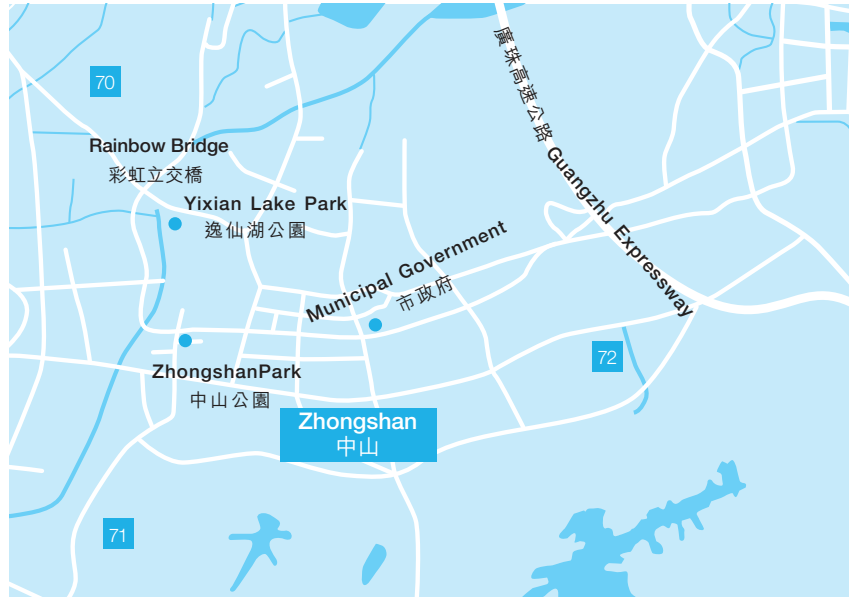 70
廣珠高速公路 Guangzhu Expressway
Rainbow Bridge
彩虹立交橋
Yixian Lake Park
逸仙湖公園
Municipal Government
市政府
72
ZhongshanPark
中山公園
Zhongshan
中山
71